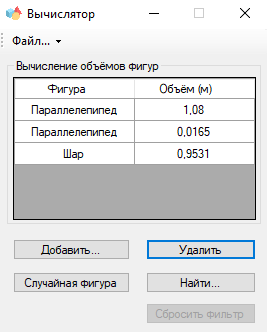 Вычислятор
Файл...
Вычисление объёмов фигур
Фигура Объём (м)
Параллелепипед 1,08
Параллелепипед 0,0165
Шар 0,9531
Добавить... Удалить
Случайная фигура Найти...
Сбросить фильтр